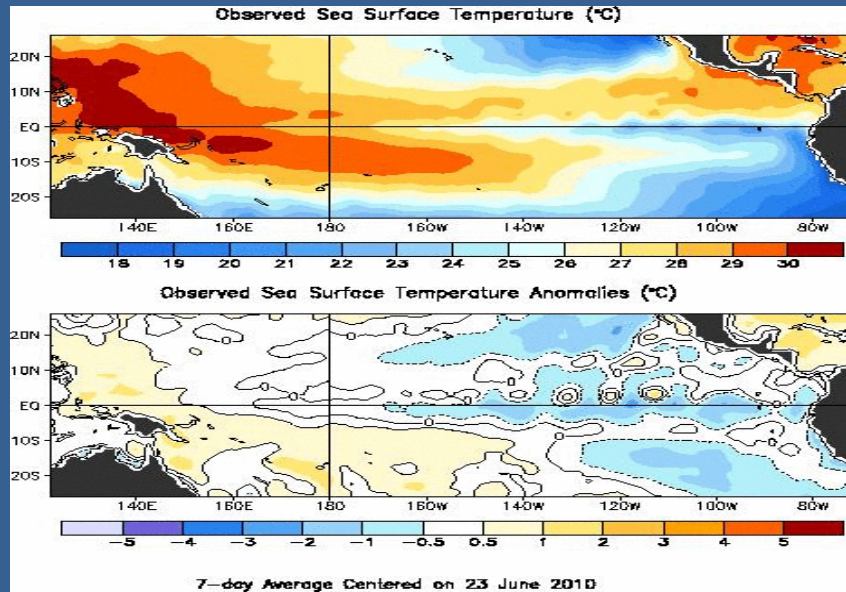 Observed Sea Surface Temperature (°C)
20N
10N
EQ
10S
20S
140E 160E 180 160W 140W 120W 100W 80W
18 19 20 21 22 23 24 25 26 27 28 29 30
Observed Sea Surface Temperature Anomalies (°C)
20N
10N
EQ
10S
20S
140E 160E 180 160W 140W 120W 100W 80W
-5 -4 -3 -2 -1 -0.5 0.5 1 2 3 4 5
7-day Average Centered on 23 June 2010